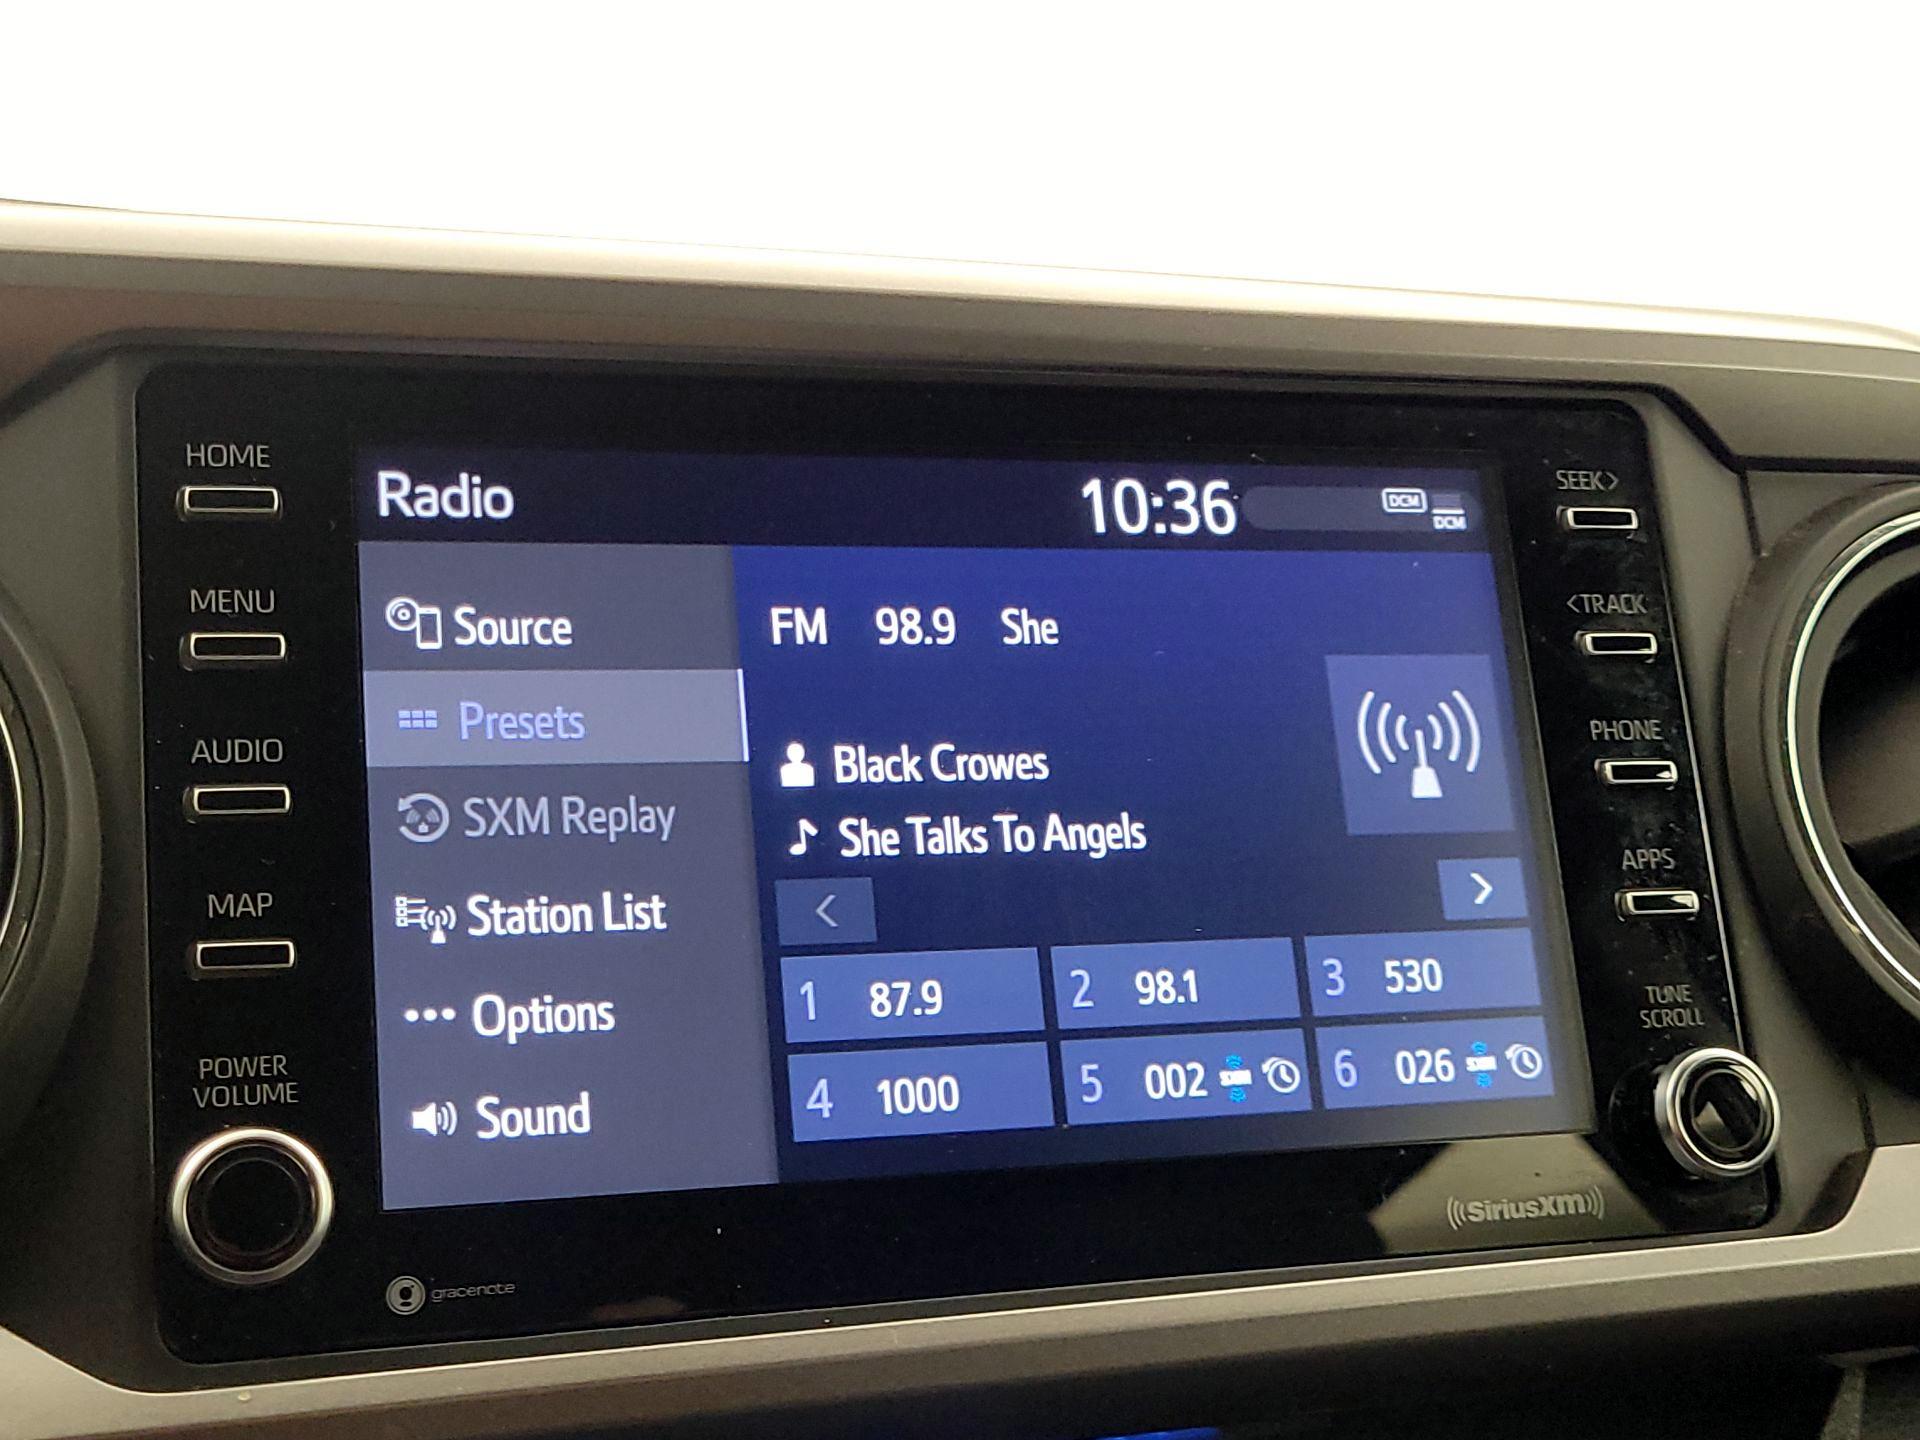 HOME
MENU
AUDIO
MAP
POWER
VOLUME
Radio
10:36
DCM
DCM
Source
Presets
SXM Replay
Station List
Options
Sound
FM 98.9 She
Black Crowes
She Talks To Angels
<
>
1 87.9
2 98.1
3 530
4 1000
5 002 SXM
6 026 SXM
SEEK>
<TRACK
PHONE
APPS
TUNE
SCROLL
SiriusXM
gracenote